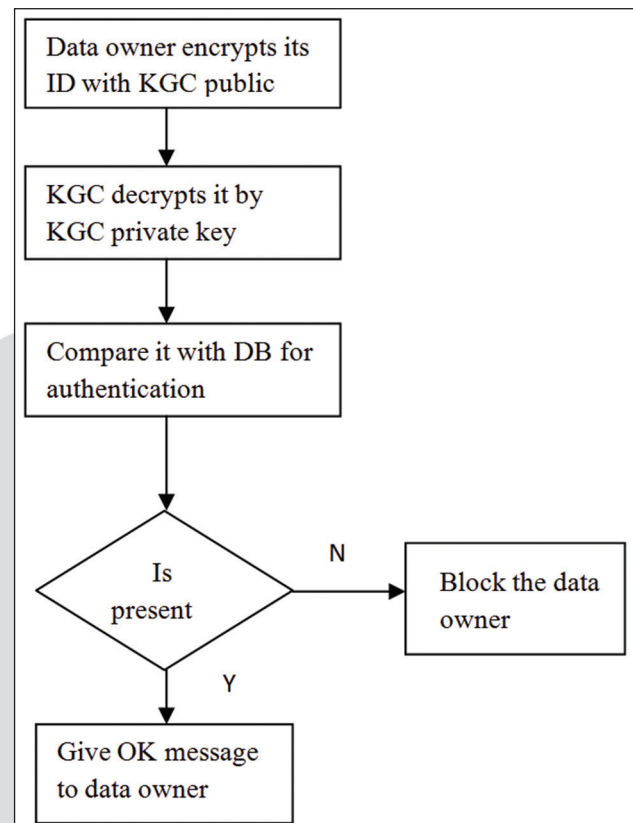 Data owner encrypts its
ID with KGC public
KGC decrypts it by
KGC private key
Compare it with DB for
authentication
Is
present
N
Block the data
owner
Y
Give OK message
to data owner